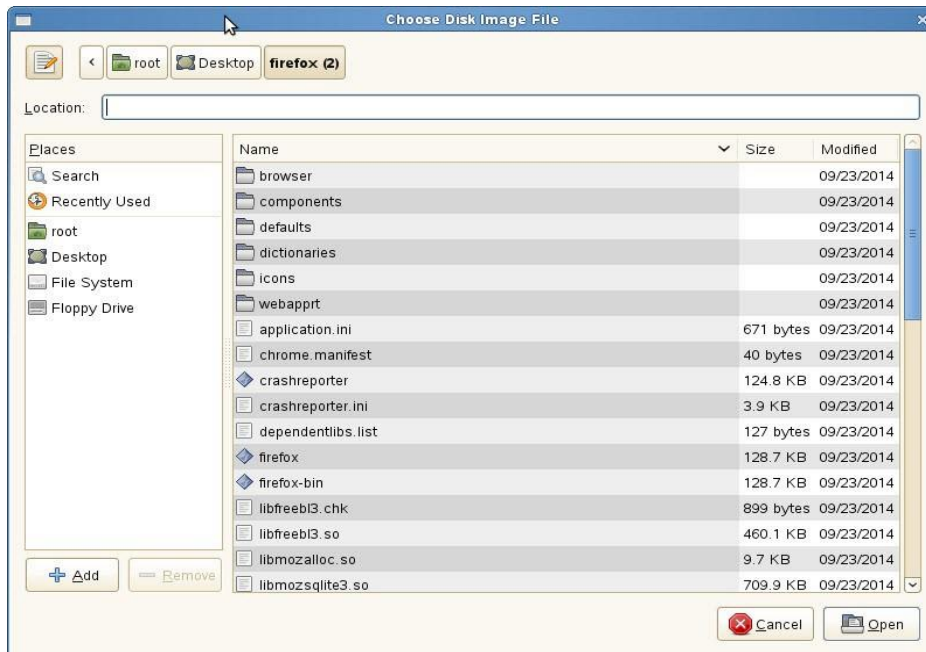 Choose Disk Image File
root Desktop firefox (2)
Location:
Places
Search
Recently Used
root
Desktop
File System
Floppy Drive
Add Remove
Name Size Modified
browser 09/23/2014
components 09/23/2014
defaults 09/23/2014
dictionaries 09/23/2014
icons 09/23/2014
webapprt 09/23/2014
application.ini 671 bytes 09/23/2014
chrome.manifest 40 bytes 09/23/2014
crashreporter 124.8 KB 09/23/2014
crashreporter.ini 3.9 KB 09/23/2014
dependentlibs.list 127 bytes 09/23/2014
firefox 128.7 KB 09/23/2014
firefox-bin 128.7 KB 09/23/2014
libfreebl3.chk 899 bytes 09/23/2014
libfreebl3.so 460.1 KB 09/23/2014
libmozalloc.so 9.7 KB 09/23/2014
libmozsqlite3.so 709.9 KB 09/23/2014
Cancel Open